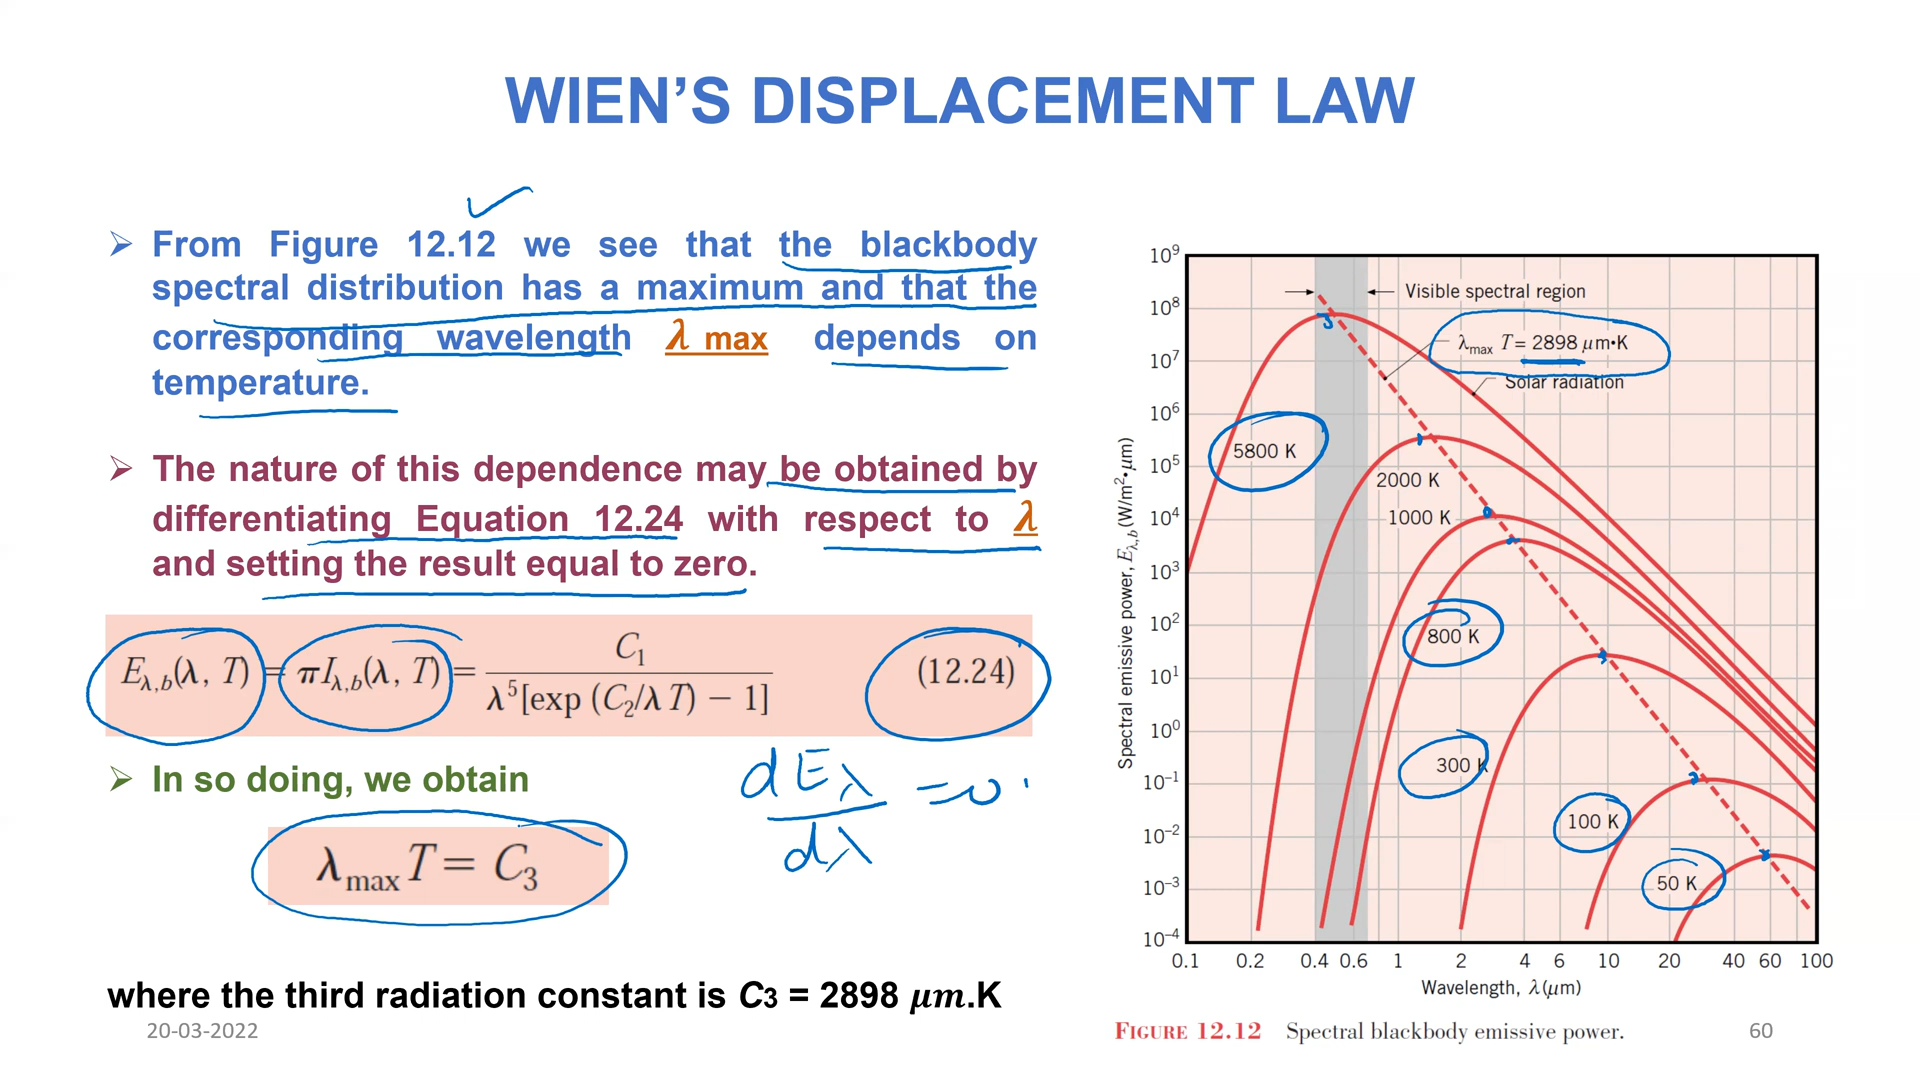 WIEN’S DISPLACEMENT LAW
➢ From Figure 12.12 we see that the blackbody
spectral distribution has a maximum and that the
corresponding wavelength λ max depends on
temperature.
➢ The nature of this dependence may be obtained by
differentiating Equation 12.24 with respect to λ
and setting the result equal to zero.
E_{λ,b}(λ, T) = πI_{λ,b}(λ, T) = C₁ / λ⁵[exp (C₂/λT) − 1] (12.24)
➢ In so doing, we obtain
dE_λ / dλ = 0.
λ_max T = C₃
where the third radiation constant is C3 = 2898 μm.K
20-03-2022
Spectral emissive power, E_{λ,b} (W/m²•μm)
10⁹
10⁸
10⁷
10⁶
10⁵
10⁴
10³
10²
10¹
10⁰
10⁻¹
10⁻²
10⁻³
10⁻⁴
Visible spectral region
λ_max T = 2898 μm•K
Solar radiation
5800 K
2000 K
1000 K
800 K
300 K
100 K
50 K
0.1 0.2 0.4 0.6 1 2 4 6 10 20 40 60 100
Wavelength, λ (μm)
FIGURE 12.12 Spectral blackbody emissive power.
60